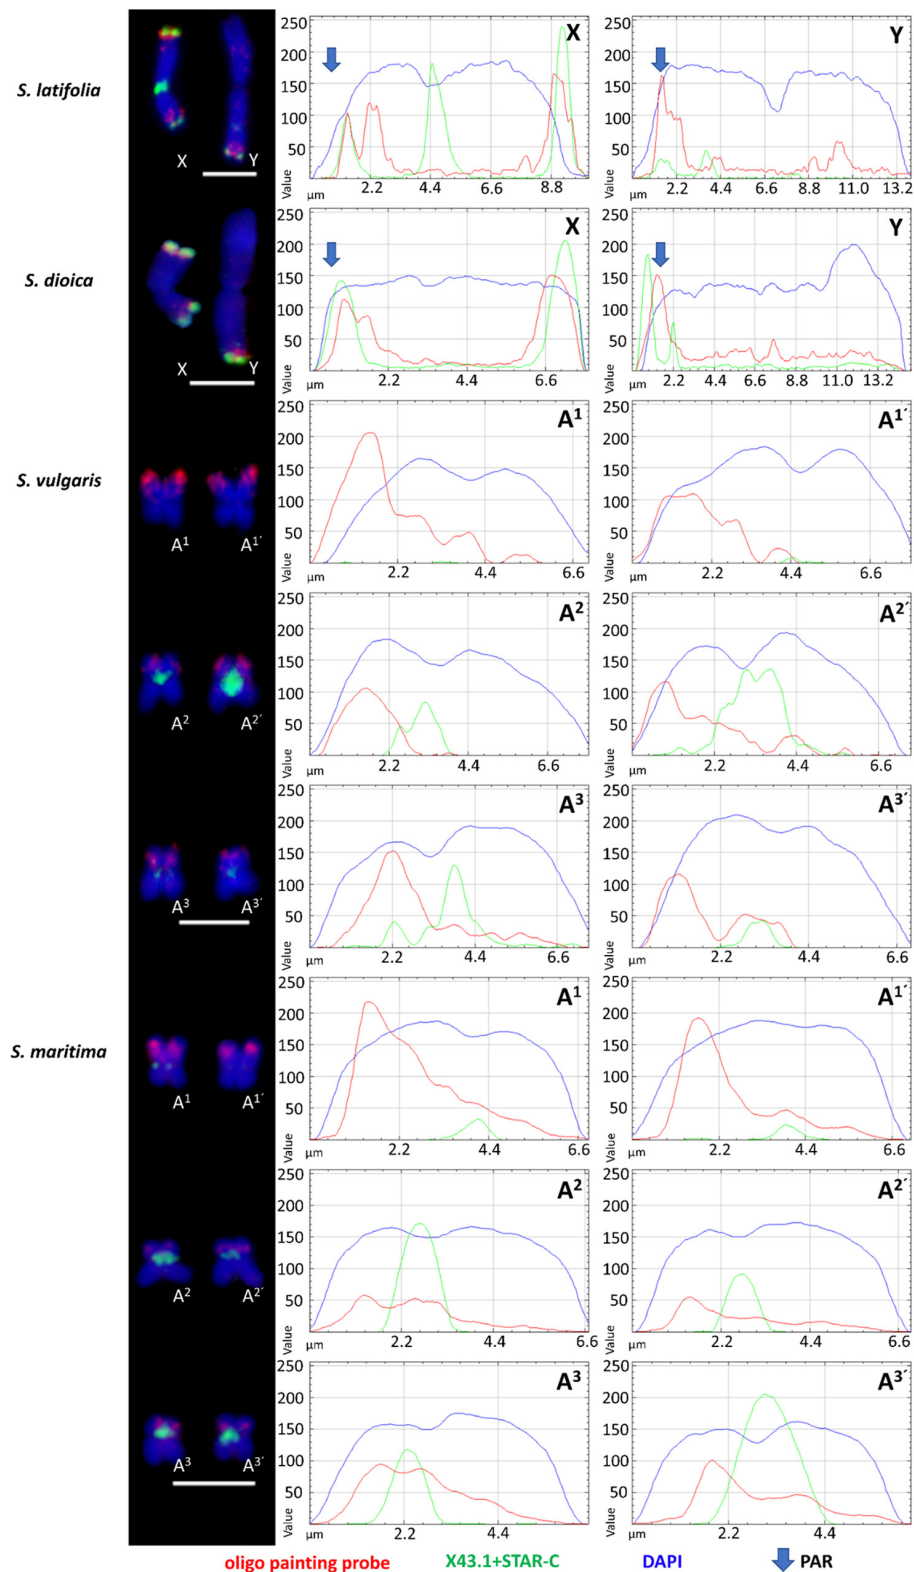 S. latifolia
X
Y
250
200
150
100
50
Value
µm
2.2
4.4
6.6
8.8
X
250
200
150
100
50
Value
µm
2.2
4.4
6.6
8.8
11.0
13.2
Y
S. dioica
X
Y
250
200
150
100
50
Value
µm
2.2
4.4
6.6
X
250
200
150
100
50
Value
µm
2.2
4.4
6.6
8.8
11.0
13.2
Y
S. vulgaris
A¹
A¹′
250
200
150
100
50
Value
µm
2.2
4.4
6.6
A¹
250
200
150
100
50
Value
µm
2.2
4.4
6.6
A¹′
A²
A²′
250
200
150
100
50
Value
µm
2.2
4.4
6.6
A²
250
200
150
100
50
Value
µm
2.2
4.4
6.6
A²′
A³
A³′
250
200
150
100
50
Value
µm
2.2
4.4
6.6
A³
250
200
150
100
50
Value
µm
2.2
4.4
6.6
A³′
S. maritima
A¹
A¹′
250
200
150
100
50
Value
µm
2.2
4.4
6.6
A¹
250
200
150
100
50
Value
µm
2.2
4.4
6.6
A¹′
A²
A²′
250
200
150
100
50
Value
µm
2.2
4.4
6.6
A²
250
200
150
100
50
Value
µm
2.2
4.4
6.6
A²′
A³
A³′
250
200
150
100
50
Value
µm
2.2
4.4
A³
250
200
150
100
50
Value
µm
2.2
4.4
A³′
oligo painting probe X43.1+STAR-C DAPI PAR